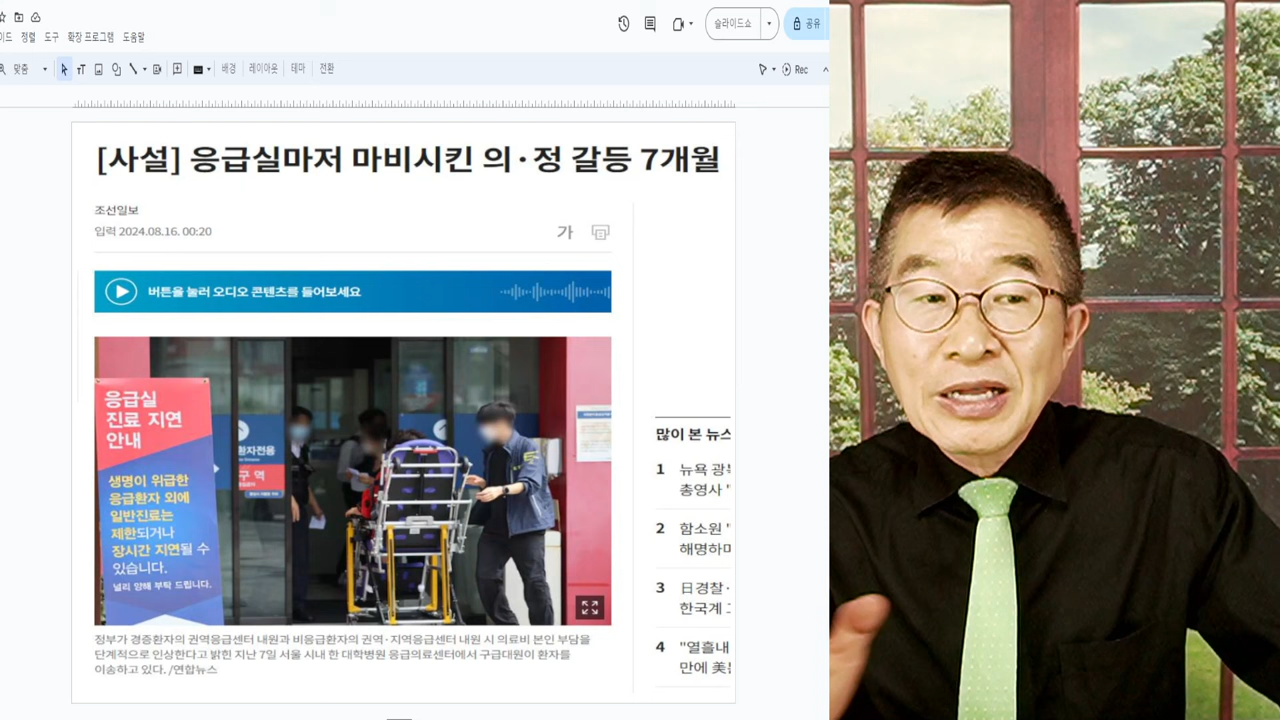 이드 정렬 도구 확장 프로그램 도움말
슬라이드쇼
공유
맞춤
배경 레이아웃 테마 전환
Rec
[사설] 응급실마저 마비시킨 의·정 갈등 7개월
조선일보
입력 2024.08.16. 00:20
가
버튼을 눌러 오디오 콘텐츠를 들어보세요
응급실
진료 지연
안내
생명이 위급한
응급환자 외에
일반진료는
제한되거나
장시간 지연될 수
있습니다.
널리 양해 부탁 드립니다.
환자전용
구 역
정부가 경증환자의 권역응급센터 내원과 비응급환자의 권역·지역응급센터 내원 시 의료비 본인 부담을
단계적으로 인상한다고 밝힌 지난 7일 서울 시내 한 대학병원 응급의료센터에서 구급대원이 환자를
이송하고 있다. /연합뉴스
많이 본 뉴스
1 뉴욕 광복
총영사 "
2 함소원 "
해명하며
3 日경찰·
한국계
4 "열흘내
만에 美